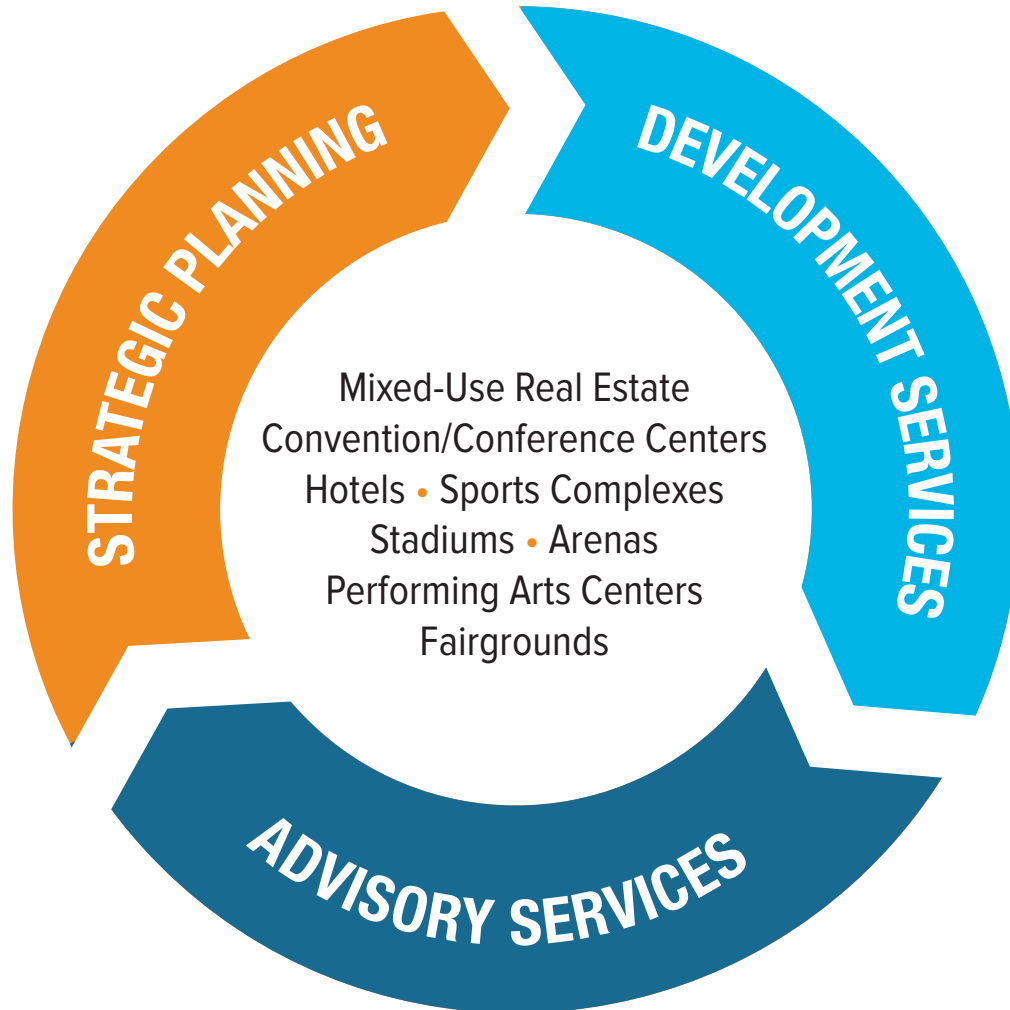 STRATEGIC PLANNING
DEVELOPMENT SERVICES
Mixed-Use Real Estate
Convention/Conference Centers
Hotels • Sports Complexes
Stadiums • Arenas
Performing Arts Centers
Fairgrounds
ADVISORY SERVICES